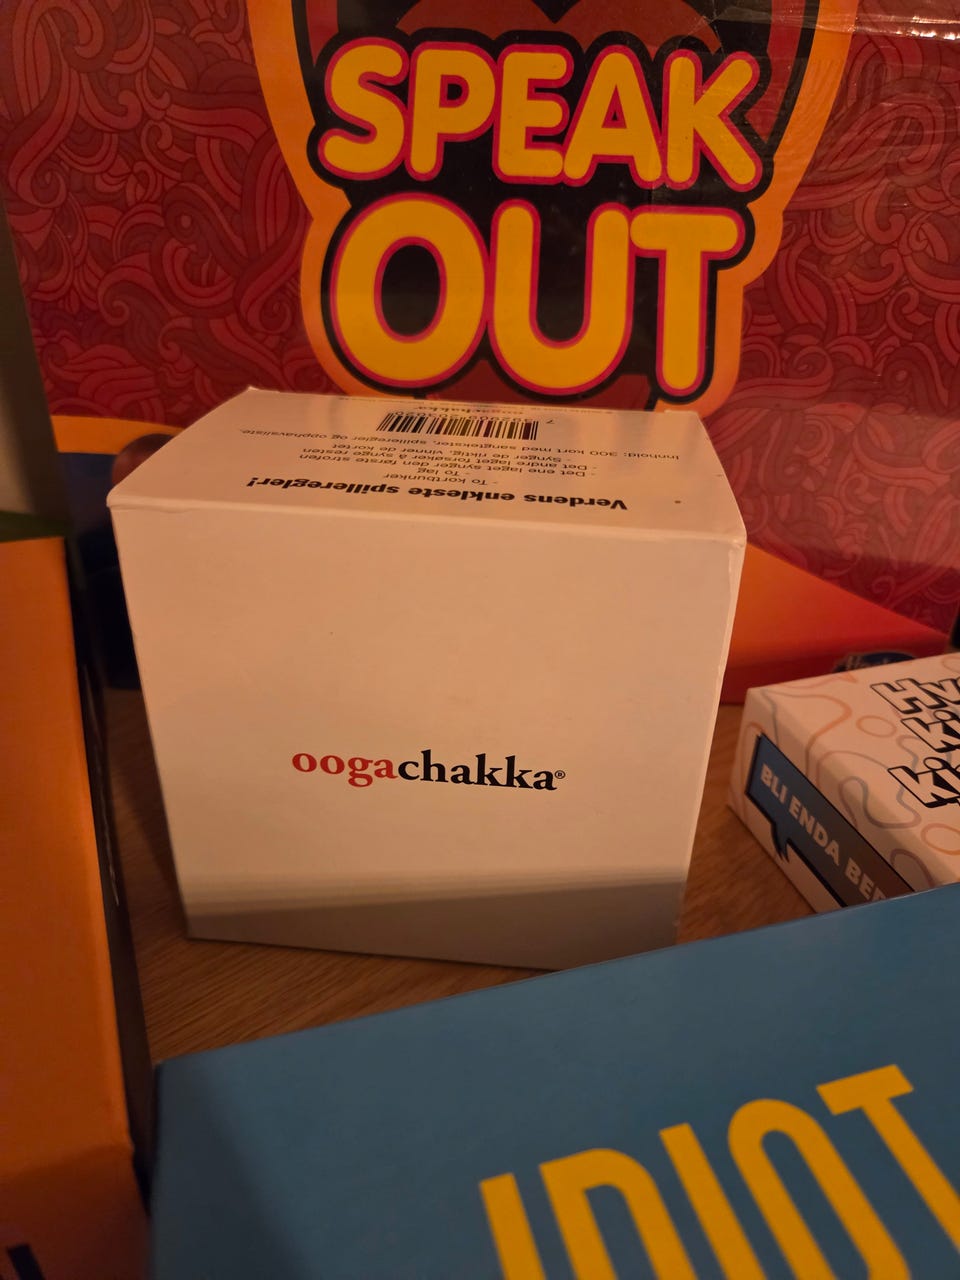 SPEAK
OUT
Verdens enkleste spilleregler!
- To kortbunker
- To lag
- Det ene laget synger den første strofen
- Det andre laget forsøker å synge resten
- Synger de riktig, vinner de kortet
Innhold: 300 kort med sangtekster, spilleregler og opphavsliste.
oogachakka
oogachakka®
BLI ENDA
IDIOT